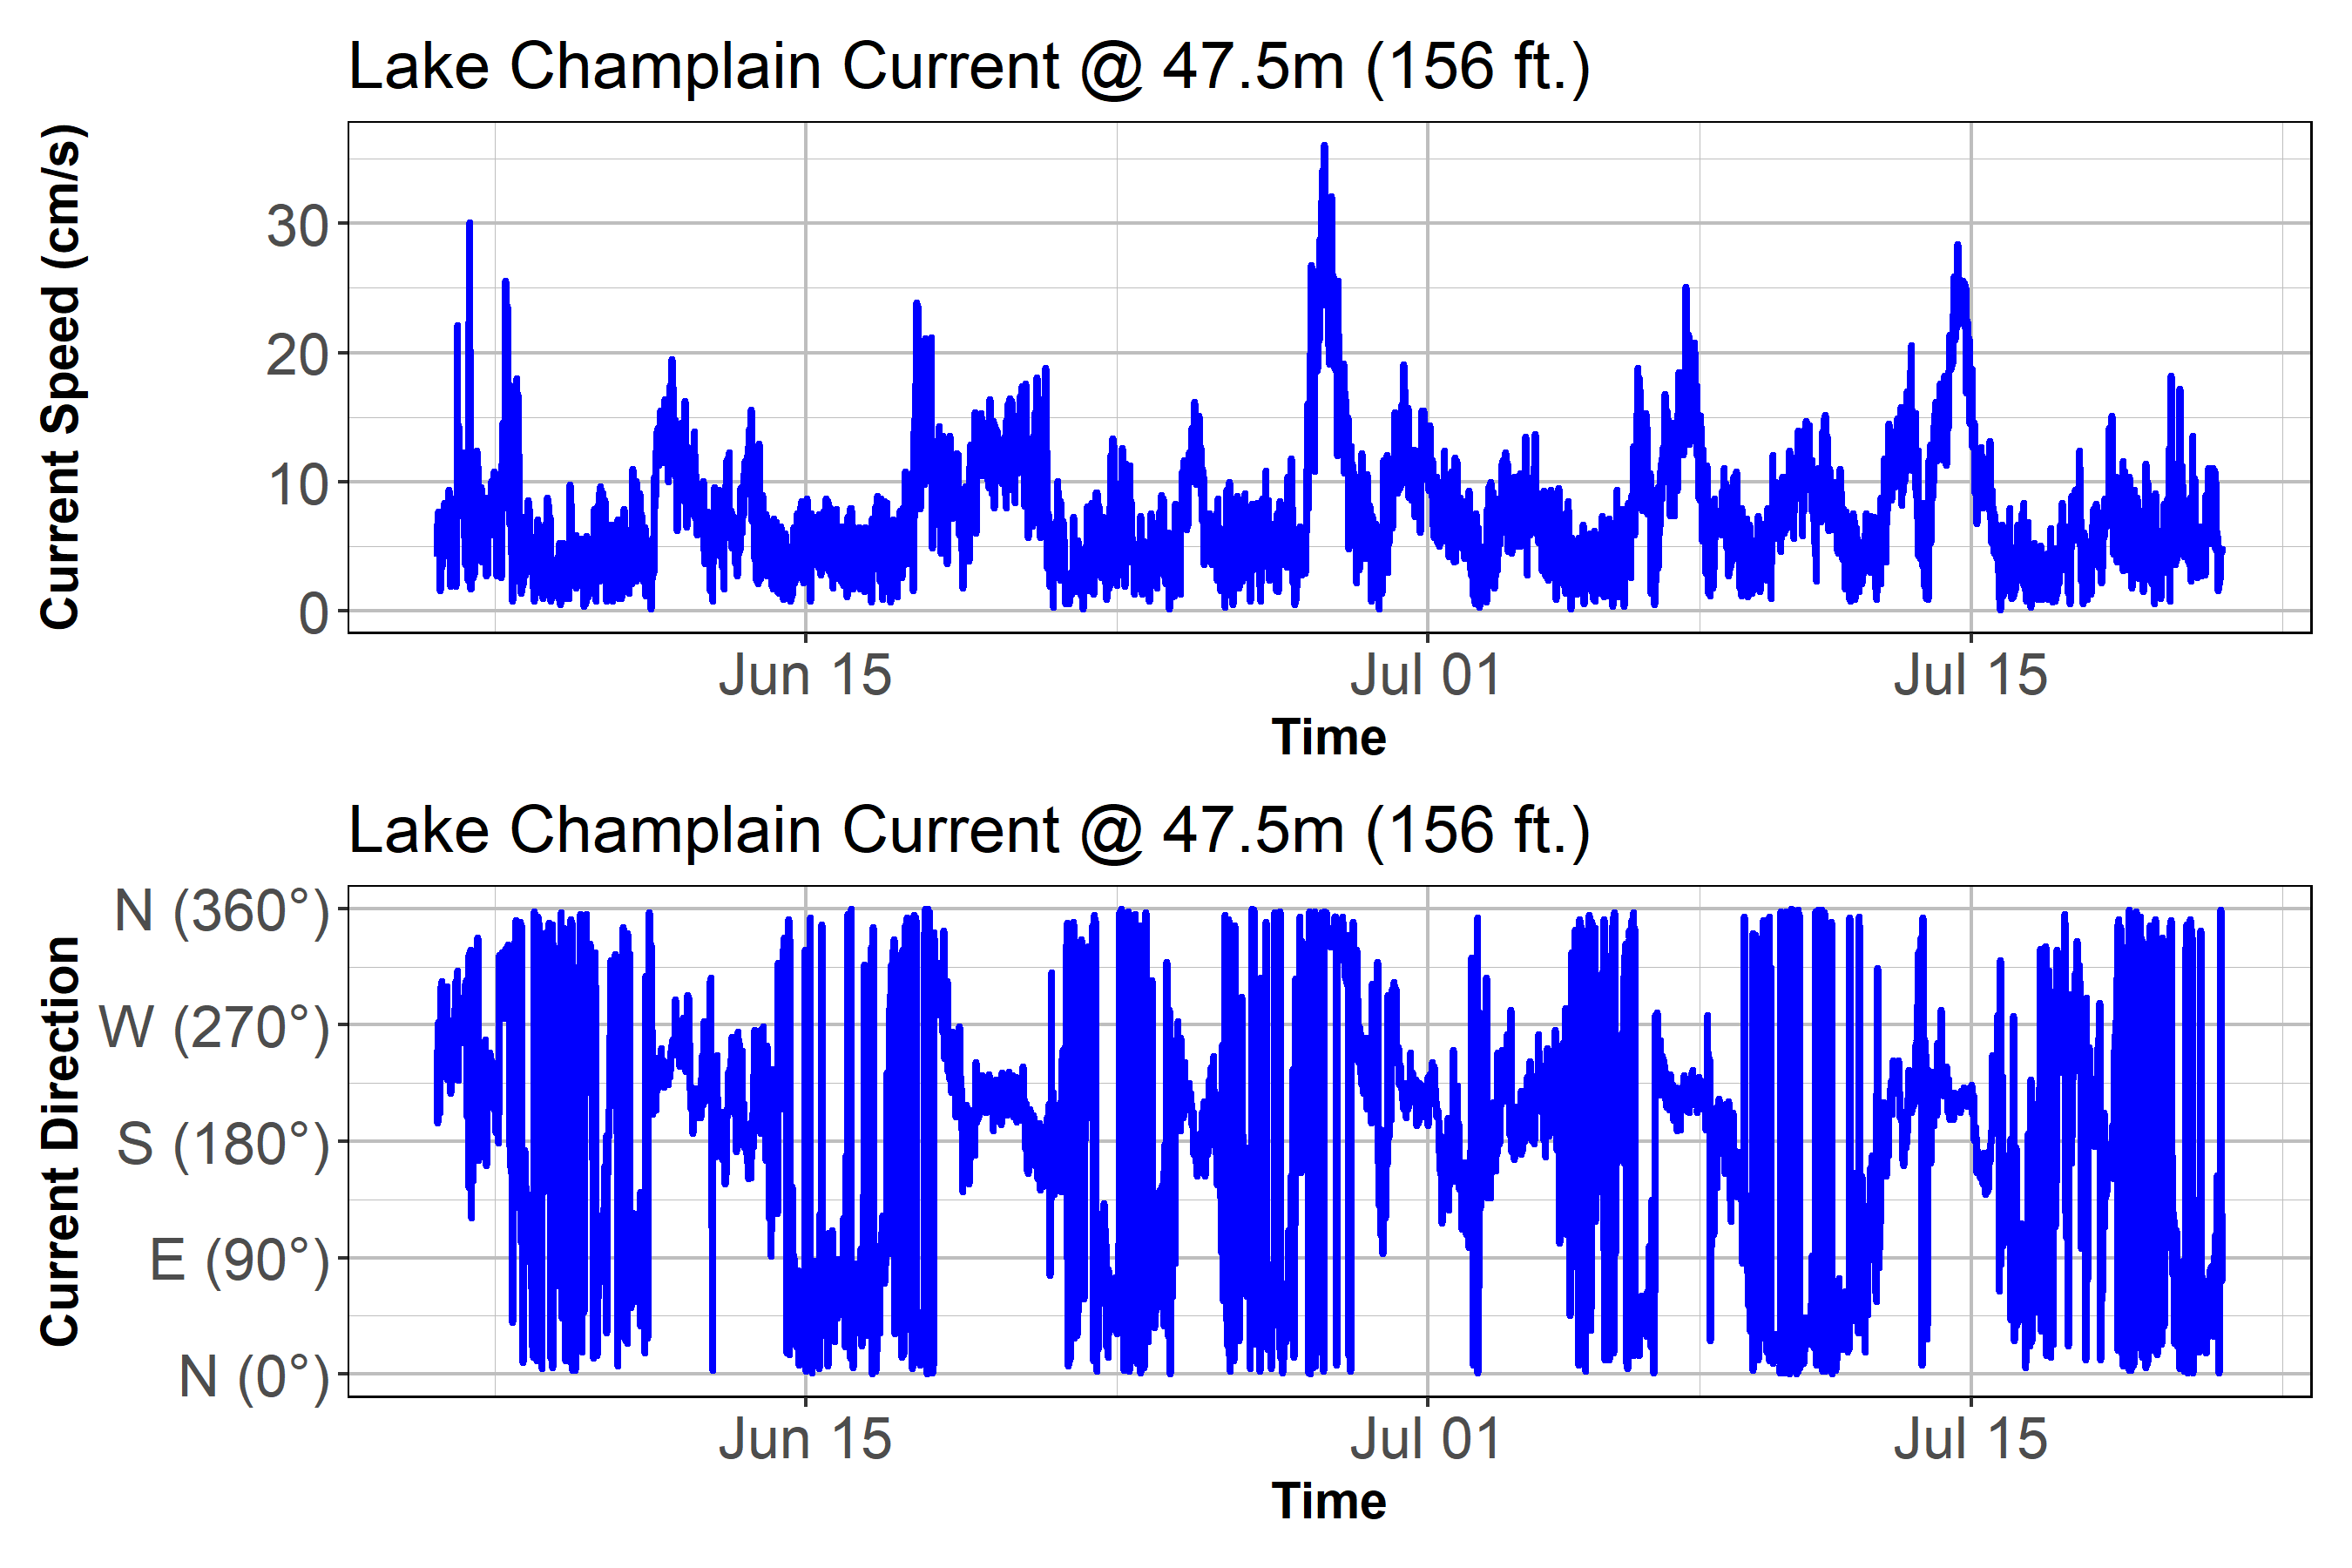 Lake Champlain Current @ 47.5m (156 ft.)
Current Speed (cm/s)
30
20
10
0
Jun 15 Jul 01 Jul 15
Time
Lake Champlain Current @ 47.5m (156 ft.)
Current Direction
N (360°)
W (270°)
S (180°)
E (90°)
N (0°)
Jun 15 Jul 01 Jul 15
Time